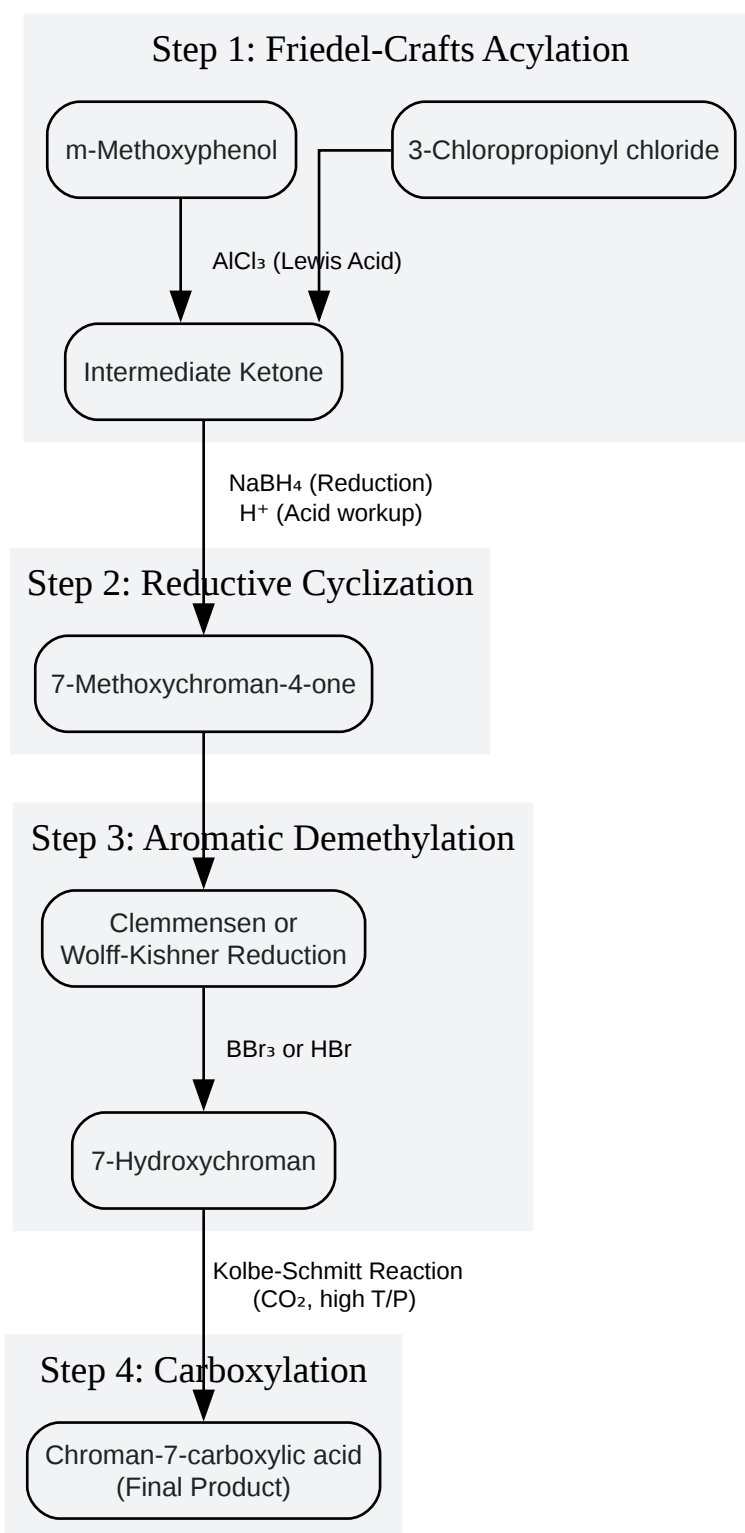 Step 1: Friedel-Crafts Acylation
m-Methoxyphenol
3-Chloropropionyl chloride
AlCl₃ (Lewis Acid)
Intermediate Ketone
NaBH₄ (Reduction)
H⁺ (Acid workup)
Step 2: Reductive Cyclization
7-Methoxychroman-4-one
Step 3: Aromatic Demethylation
Clemmensen or
Wolff-Kishner Reduction
BBr₃ or HBr
7-Hydroxychroman
Kolbe-Schmitt Reaction
(CO₂, high T/P)
Step 4: Carboxylation
Chroman-7-carboxylic acid
(Final Product)